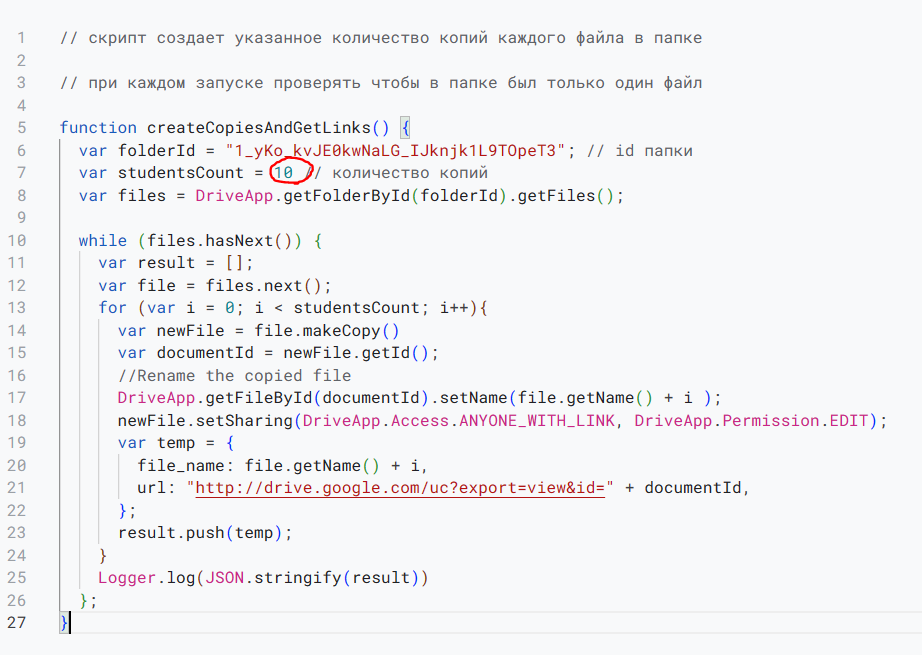 1 // скрипт создает указанное количество копий каждого файла в папке
2
3 // при каждом запуске проверять чтобы в папке был только один файл
4
5 function createCopiesAndGetLinks() {
6 var folderId = "1_yKo_kvJE0kwNaLG_IJknjk1L9TOpeT3"; // id папки
7 var studentsCount = 10 // количество копий
8 var files = DriveApp.getFolderById(folderId).getFiles();
9
10 while (files.hasNext()) {
11 var result = [];
12 var file = files.next();
13 for (var i = 0; i < studentsCount; i++){
14 var newFile = file.makeCopy()
15 var documentId = newFile.getId();
16 //Rename the copied file
17 DriveApp.getFileById(documentId).setName(file.getName() + i );
18 newFile.setSharing(DriveApp.Access.ANYONE_WITH_LINK, DriveApp.Permission.EDIT);
19 var temp = {
20 file_name: file.getName() + i,
21 url: "http://drive.google.com/uc?export=view&id=" + documentId,
22 };
23 result.push(temp);
24 }
25 Logger.log(JSON.stringify(result))
26 };
27 }